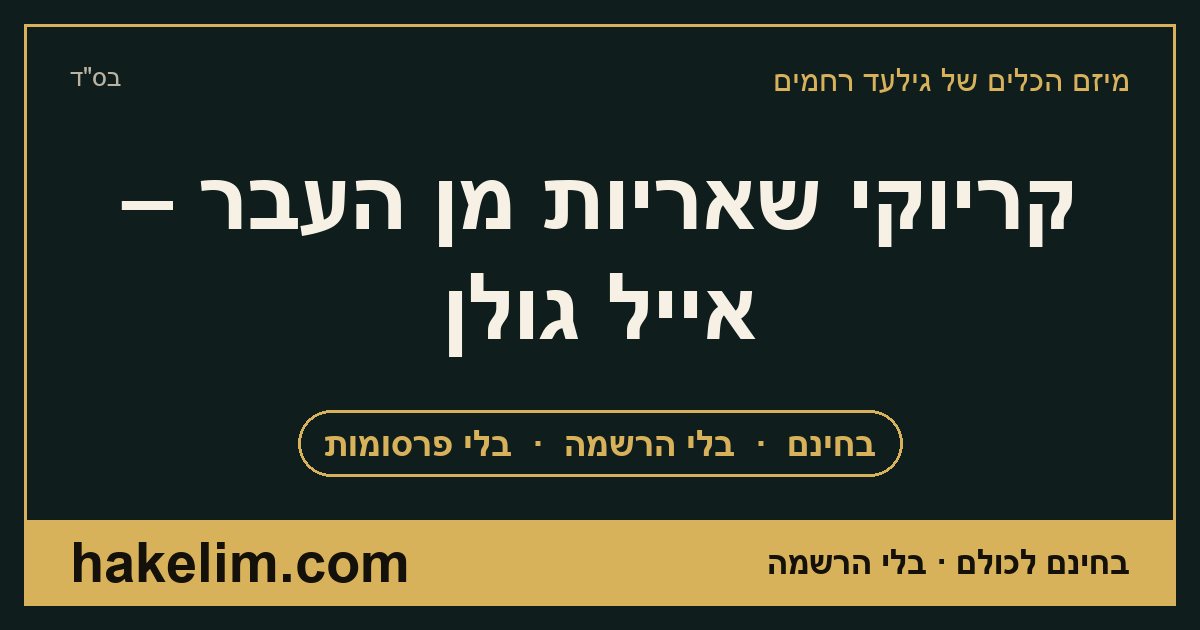 מיזם הכלים של גילעד רחמים
בס"ד
קריוקי שאריות מן העבר –
אייל גולן
בחינם · בלי הרשמה · בלי פרסומות
בחינם לכולם · בלי הרשמה
hakelim.com